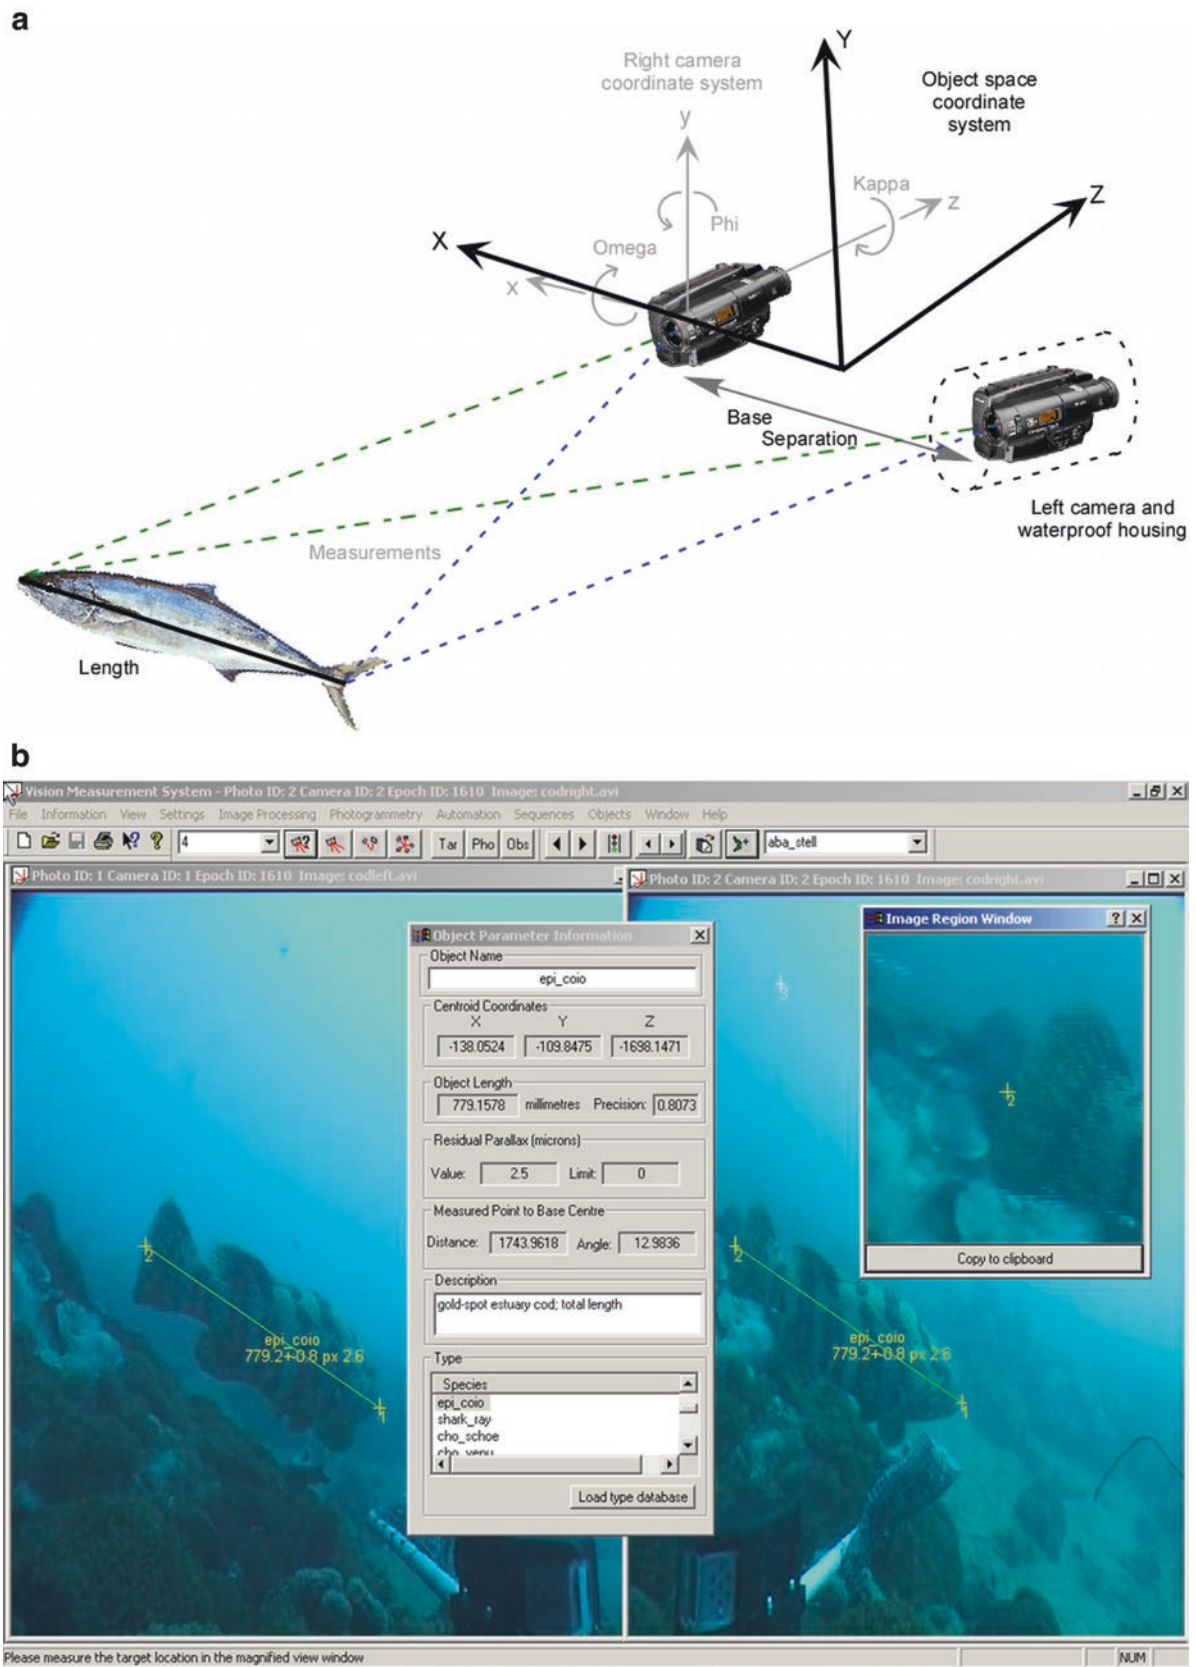 a
Right camera
coordinate system
y
Y
Object space
coordinate
system
Kappa
z
Z
Phi
X
Omega
x
Base
Separation
Left camera and
waterproof housing
Measurements
Length
b
Vision Measurement System - Photo ID: 2 Camera ID: 2 Epoch ID: 1610 Image: codright.avi
File Information View Settings Image Processing Photogrammetry Automation Sequences Objects Window Help
4 Tar Pho Obs aba_stell
Photo ID: 1 Camera ID: 1 Epoch ID: 1610 Image: codleft.avi
Photo ID: 2 Camera ID: 2 Epoch ID: 1610 Image: codright.avi
Object Parameter Information
Object Name
epi_coio
Centroid Coordinates
X Y Z
-138.0524 -109.8475 -1698.1471
Object Length
779.1578 millimetres Precision: 0.8073
Residual Parallax (microns)
Value: 2.5 Limit: 0
Measured Point to Base Centre
Distance: 1743.9618 Angle: 12.9836
Description
gold-spot estuary cod; total length
Type
Species
epi_coio
shark_ray
cho_schoe
cho_venu
Load type database
Image Region Window
2
Copy to clipboard
2
epi_coio
779.2+-0.8 px 2.6
1
3
2
epi_coio
779.2+-0.8 px 2.6
1
Please measure the target location in the magnified view window
NUM